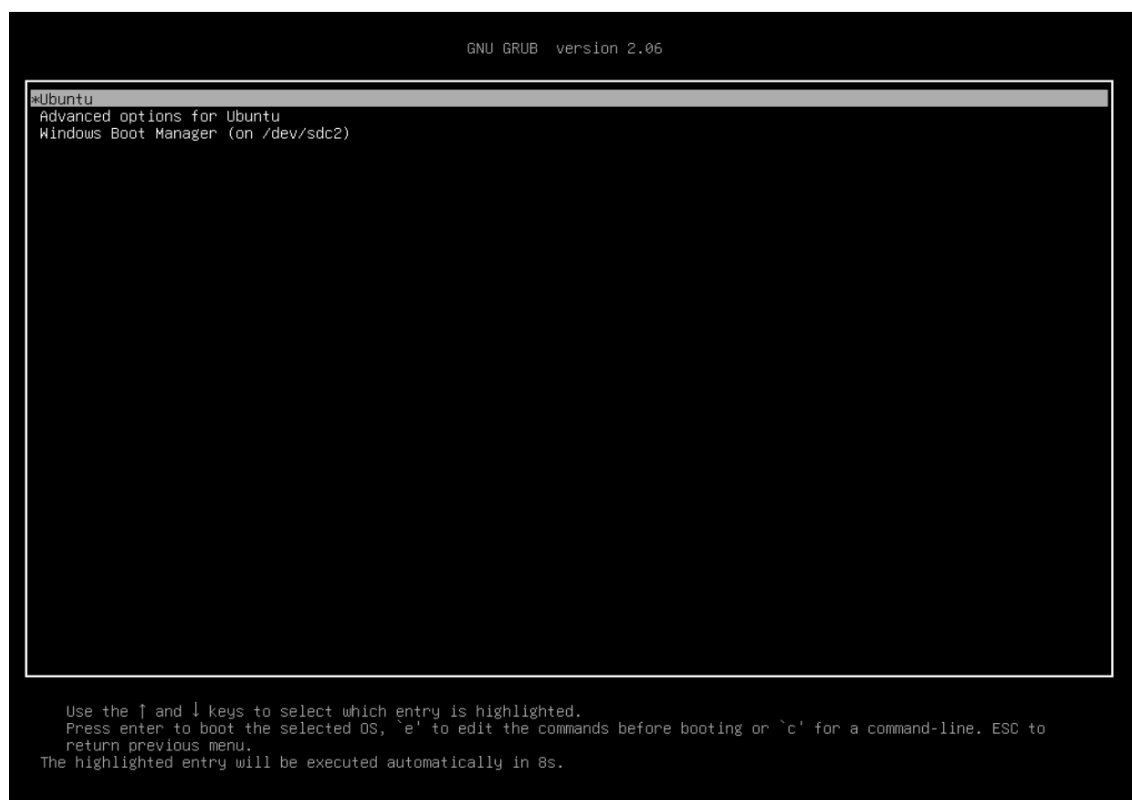 GNU GRUB  version 2.06
*Ubuntu
Advanced options for Ubuntu
Windows Boot Manager (on /dev/sdc2)
Use the ↑ and ↓ keys to select which entry is highlighted.
Press enter to boot the selected OS, `e' to edit the commands before booting or `c' for a command-line. ESC to
return previous menu.
The highlighted entry will be executed automatically in 8s.